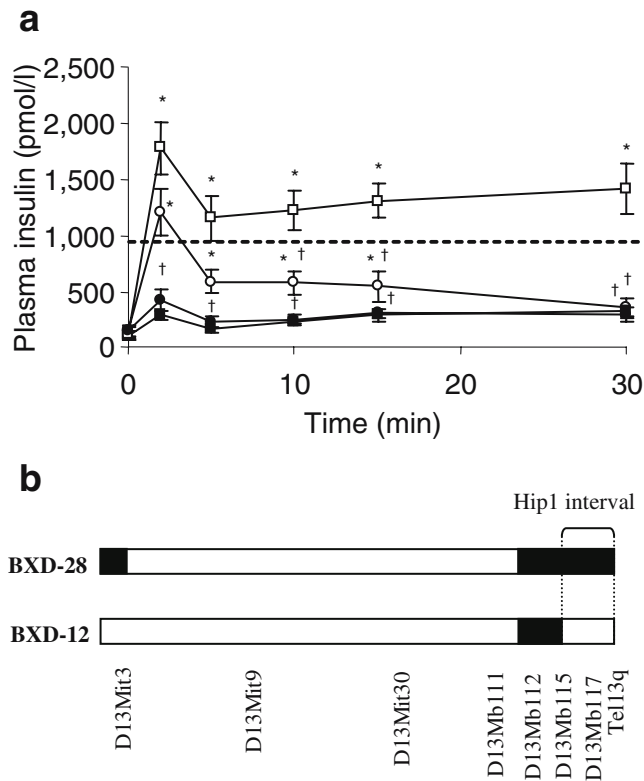 a
Plasma insulin (pmol/l)
2,500
2,000
1,500
1,000
500
0
*
*
*
*
*
*
*
*†
*†
†
†
†
†
††
0
10
20
30
Time (min)
b
Hip1 interval
BXD-28
BXD-12
D13Mit3
D13Mit9
D13Mit30
D13Mb111
D13Mb112
D13Mb115
D13Mb117
Tel13q